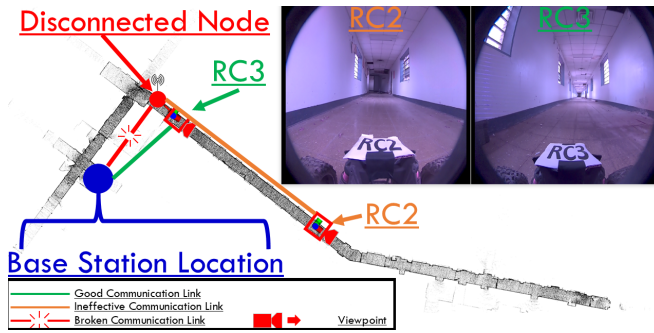 Disconnected Node
RC2
RC3
RC3
RC2
RC3
RC2
Base Station Location
Good Communication Link
Ineffective Communication Link
Broken Communication Link
Viewpoint